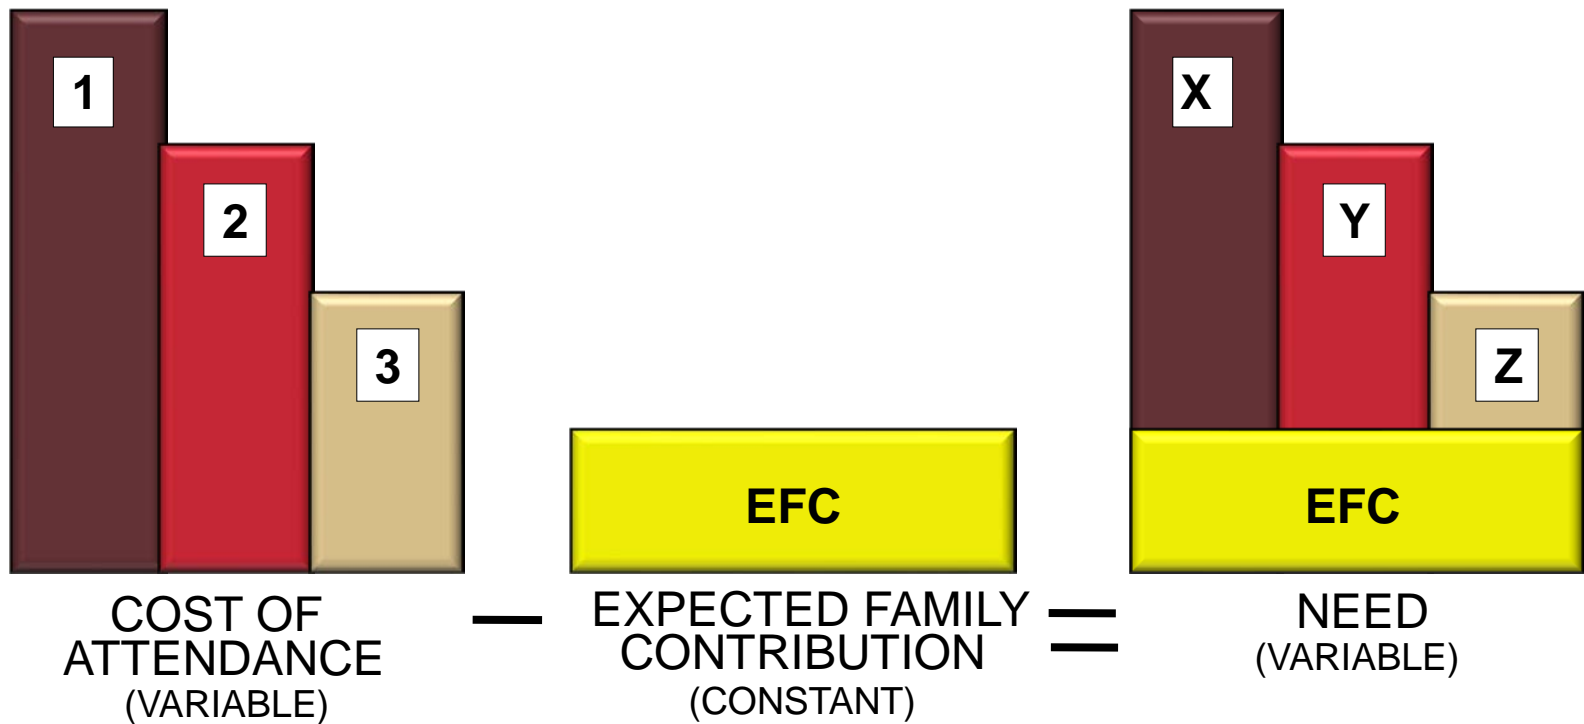 1
2
3
X
Y
Z
EFC
EFC
COST OF
ATTENDANCE
(VARIABLE)
—
EXPECTED FAMILY
CONTRIBUTION
(CONSTANT)
=
NEED
(VARIABLE)